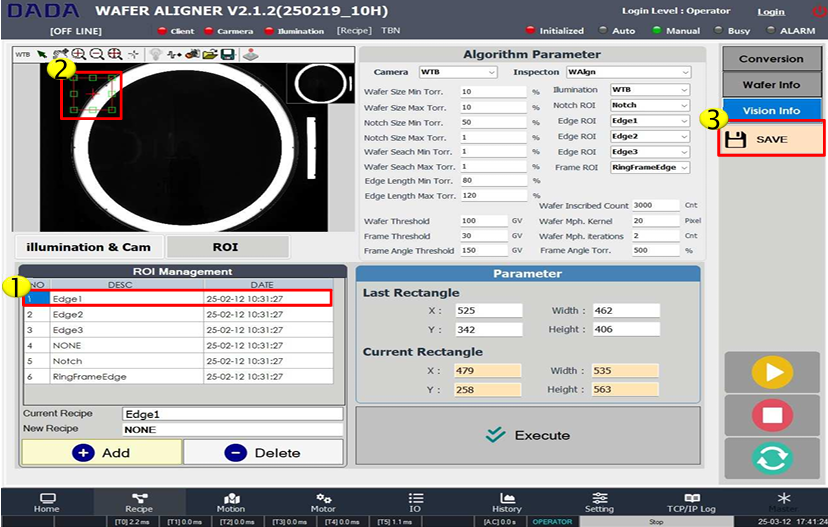 DADA WAFER ALIGNER V2.1.2(250219_10H) Login Level : Operator Login
[OFF LINE] Client Carmera Ilumination [Recipe] TBN Initialized Auto Manual Busy ALARM
WTB
2
Algorithm Parameter
Camera WTB Inspecton WAlgn
Wafer Size Min Torr. 10 % Illumination WTB
Wafer Size Max Torr. 10 % Notch ROI Notch
Notch Size Min Torr. 50 % Edge ROI Edge1
Notch Size Max Torr. 1 % Edge ROI Edge2
Wafer Seach Min Torr. 1 % Edge ROI Edge3
Wafer Seach Max Torr. 1 % Frame ROI RingFrameEdge
Edge Length Min Torr. 80 %
Edge Length Max Torr. 120 %
Wafer Inscribed Count 3000 Cnt
Wafer Threshold 100 GV Wafer Mph. Kernel 20 Pixel
Frame Threshold 30 GV Wafer Mph. iterations 2 Cnt
Frame Angle Threshold 150 GV Frame Angle Torr. 500 %
Conversion
Wafer Info
Vision Info
3
SAVE
illumination & Cam ROI
ROI Management
NO DESC DATE
1
1 Edge1 25-02-12 10:31:27
2 Edge2 25-02-12 10:31:27
3 Edge3 25-02-12 10:31:27
4 NONE 25-02-12 10:31:27
5 Notch 25-02-12 10:31:27
6 RingFrameEdge 25-02-12 10:31:27
Current Recipe Edge1
New Recipe NONE
Add Delete
Parameter
Last Rectangle
X : 525 Width : 462
Y : 342 Height : 406
Current Rectangle
X : 479 Width : 535
Y : 258 Height : 563
Execute
Home Recipe Motion Motor IO History Setting TCP/IP Log Master
[T0] 2.2 ms [T1] 0.0 ms [T2] 0.0 ms [T3] 0.0 ms [T4] 0.0 ms [T5] 1.1 ms [A.C] 0.0 s OPERATOR Stop 25-03-12 17:41:24